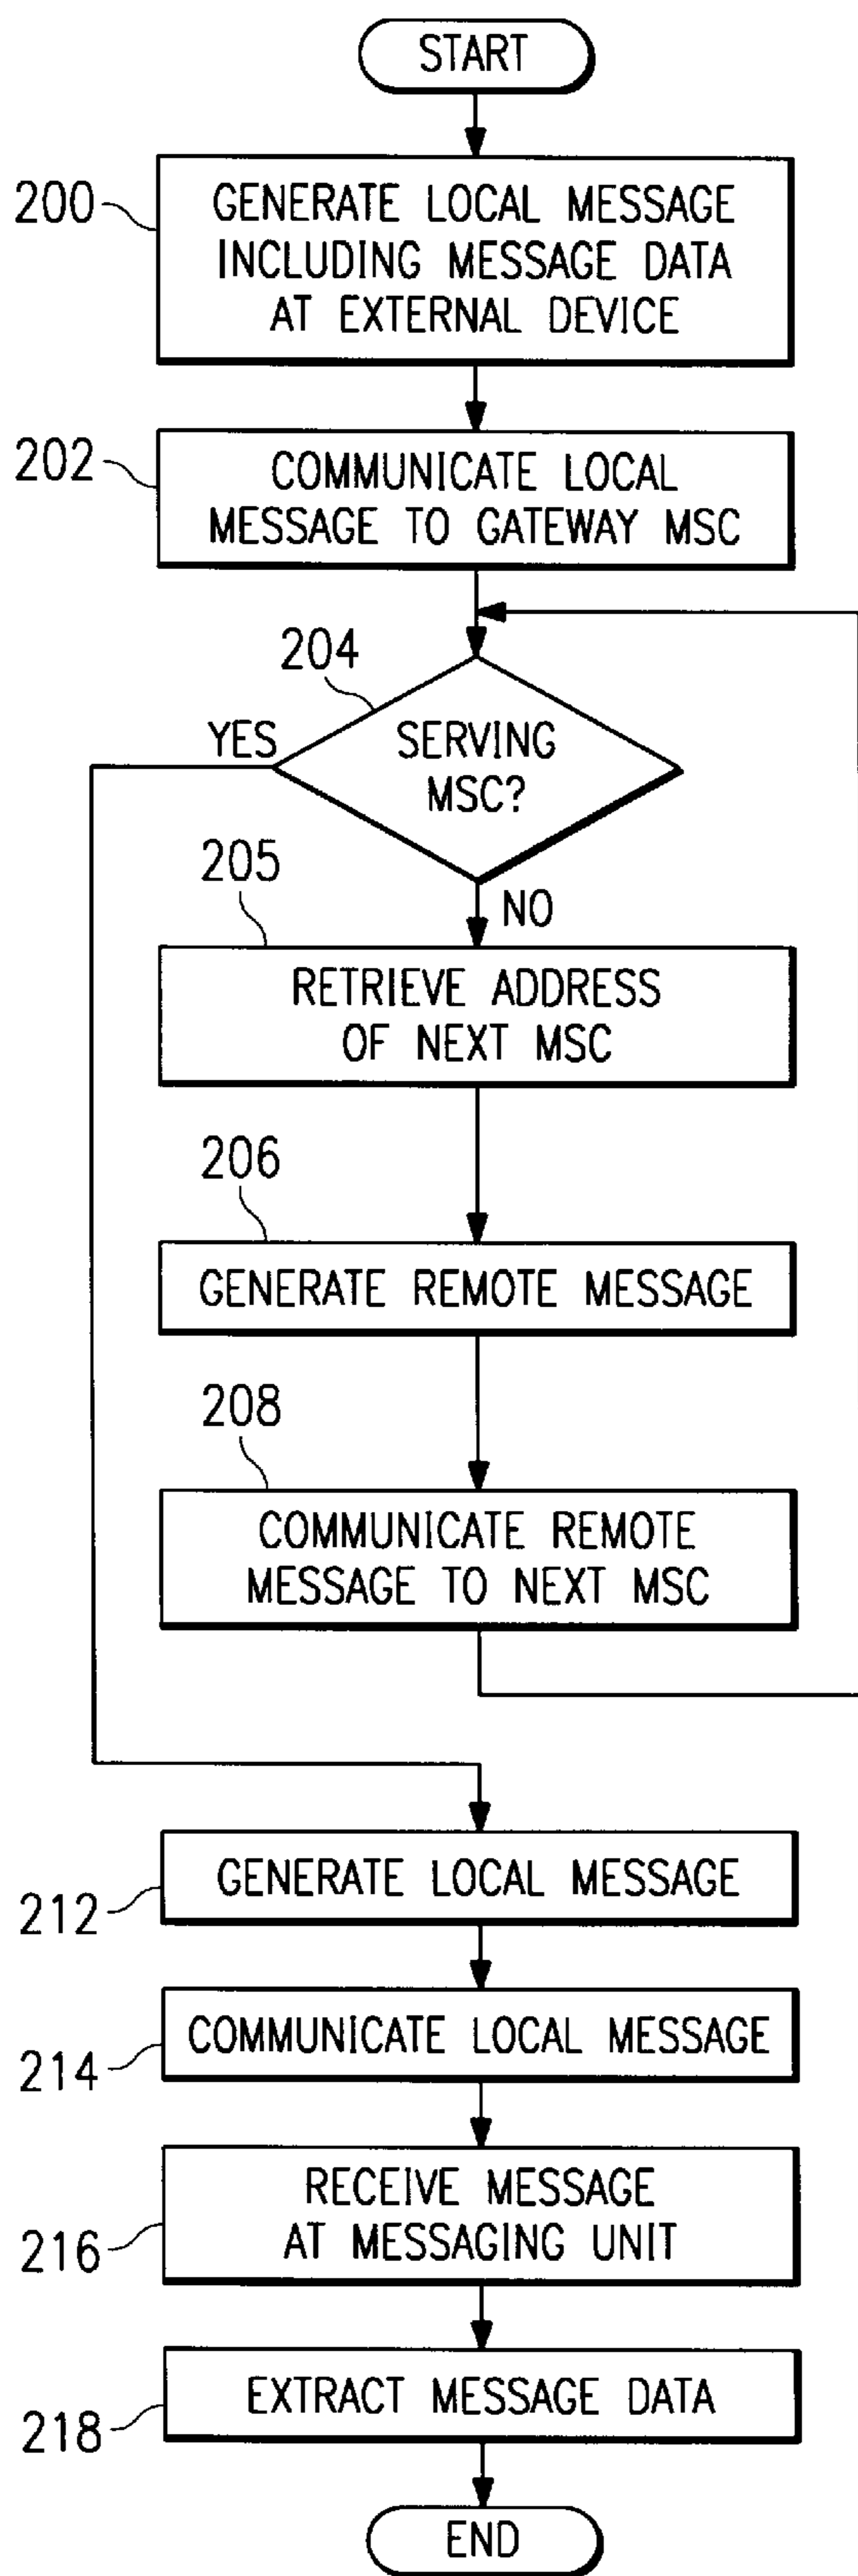 START
200
GENERATE LOCAL MESSAGE
INCLUDING MESSAGE DATA
AT EXTERNAL DEVICE
202
COMMUNICATE LOCAL
MESSAGE TO GATEWAY MSC
204
YES
SERVING
MSC?
NO
205
RETRIEVE ADDRESS
OF NEXT MSC
206
GENERATE REMOTE MESSAGE
208
COMMUNICATE REMOTE
MESSAGE TO NEXT MSC
212
GENERATE LOCAL MESSAGE
214
COMMUNICATE LOCAL MESSAGE
216
RECEIVE MESSAGE
AT MESSAGING UNIT
218
EXTRACT MESSAGE DATA
END